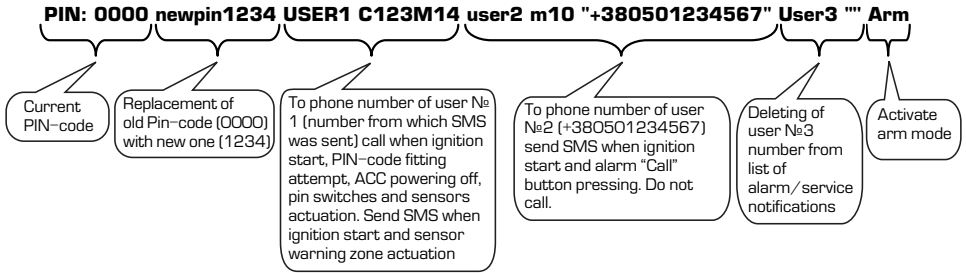 PIN: 0000 newpin1234 USER1 C123M14 user2 m10 "+380501234567" User3 "" Arm
Current
PIN-code
Replacement of
old Pin-code (0000)
with new one (1234)
To phone number of user №
1 (number from which SMS
was sent) call when ignition
start, PIN-code fitting
attempt, ACC powering off,
pin switches and sensors
actuation. Send SMS when
ignition start and sensor
warning zone actuation
To phone number of user
№2 (+380501234567)
send SMS when ignition
start and alarm "Call"
button pressing. Do not
call.
Deleting of
user №3
number from
list of
alarm/service
notifications
Activate
arm mode